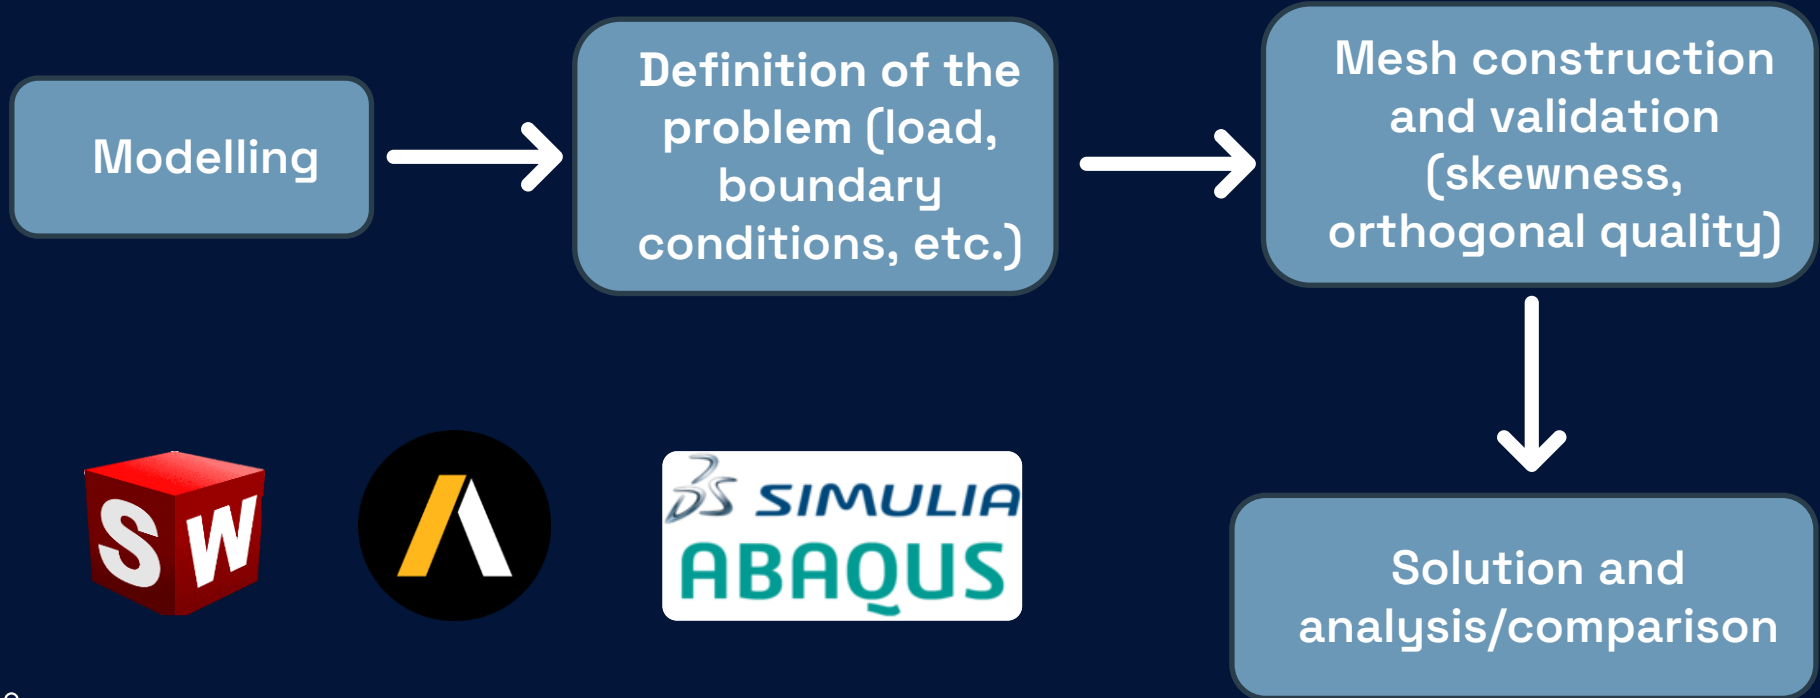 Modelling
Definition of the
problem (load,
boundary
conditions, etc.)
Mesh construction
and validation
(skewness,
orthogonal quality)
SW
SIMULIA
ABAQUS
Solution and
analysis/comparison